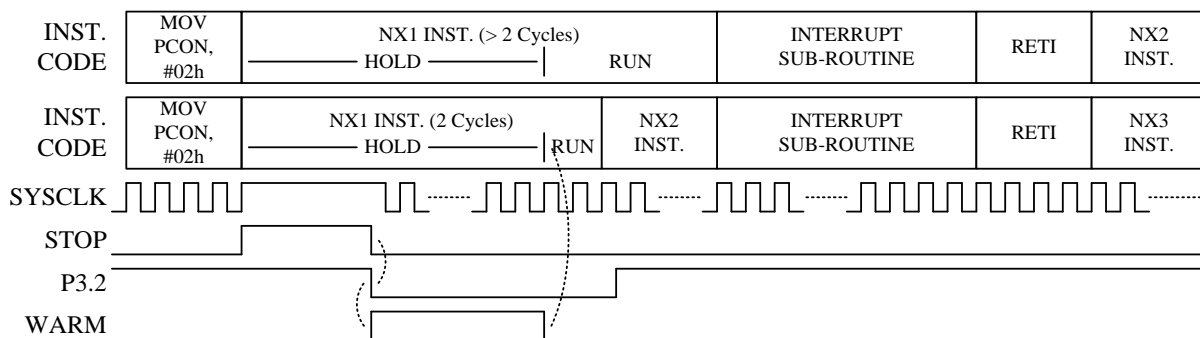 INST. CODE
MOV PCON, #02h
NX1 INST. (> 2 Cycles)
HOLD
RUN
INTERRUPT SUB-ROUTINE
RETI
NX2 INST.
INST. CODE
MOV PCON, #02h
NX1 INST. (2 Cycles)
HOLD
RUN
NX2 INST.
INTERRUPT SUB-ROUTINE
RETI
NX3 INST.
SYSCLK
STOP
P3.2
WARM